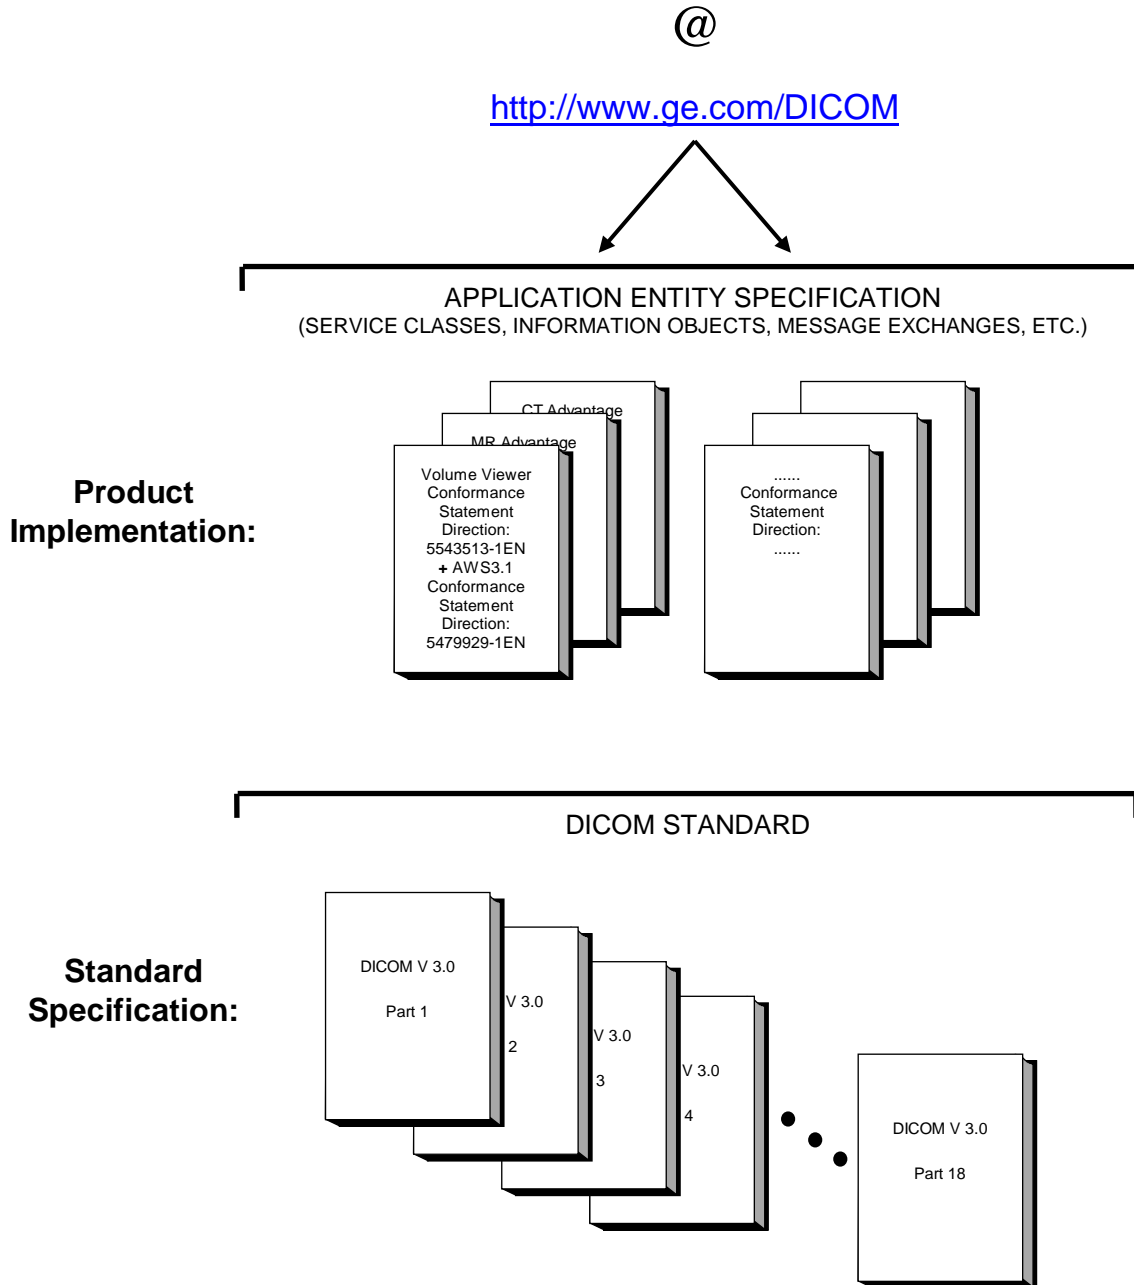 @
http://www.ge.com/DICOM
APPLICATION ENTITY SPECIFICATION
(SERVICE CLASSES, INFORMATION OBJECTS, MESSAGE EXCHANGES, ETC.)
Product
Implementation:
CT Advantage
MR Advantage
Volume Viewer
Conformance
Statement
Direction:
5543513-1EN
+ AWS3.1
Conformance
Statement
Direction:
5479929-1EN
......
Conformance
Statement
Direction:
......
DICOM STANDARD
Standard
Specification:
DICOM V 3.0
Part 1
V 3.0
2
V 3.0
3
V 3.0
4
DICOM V 3.0
Part 18